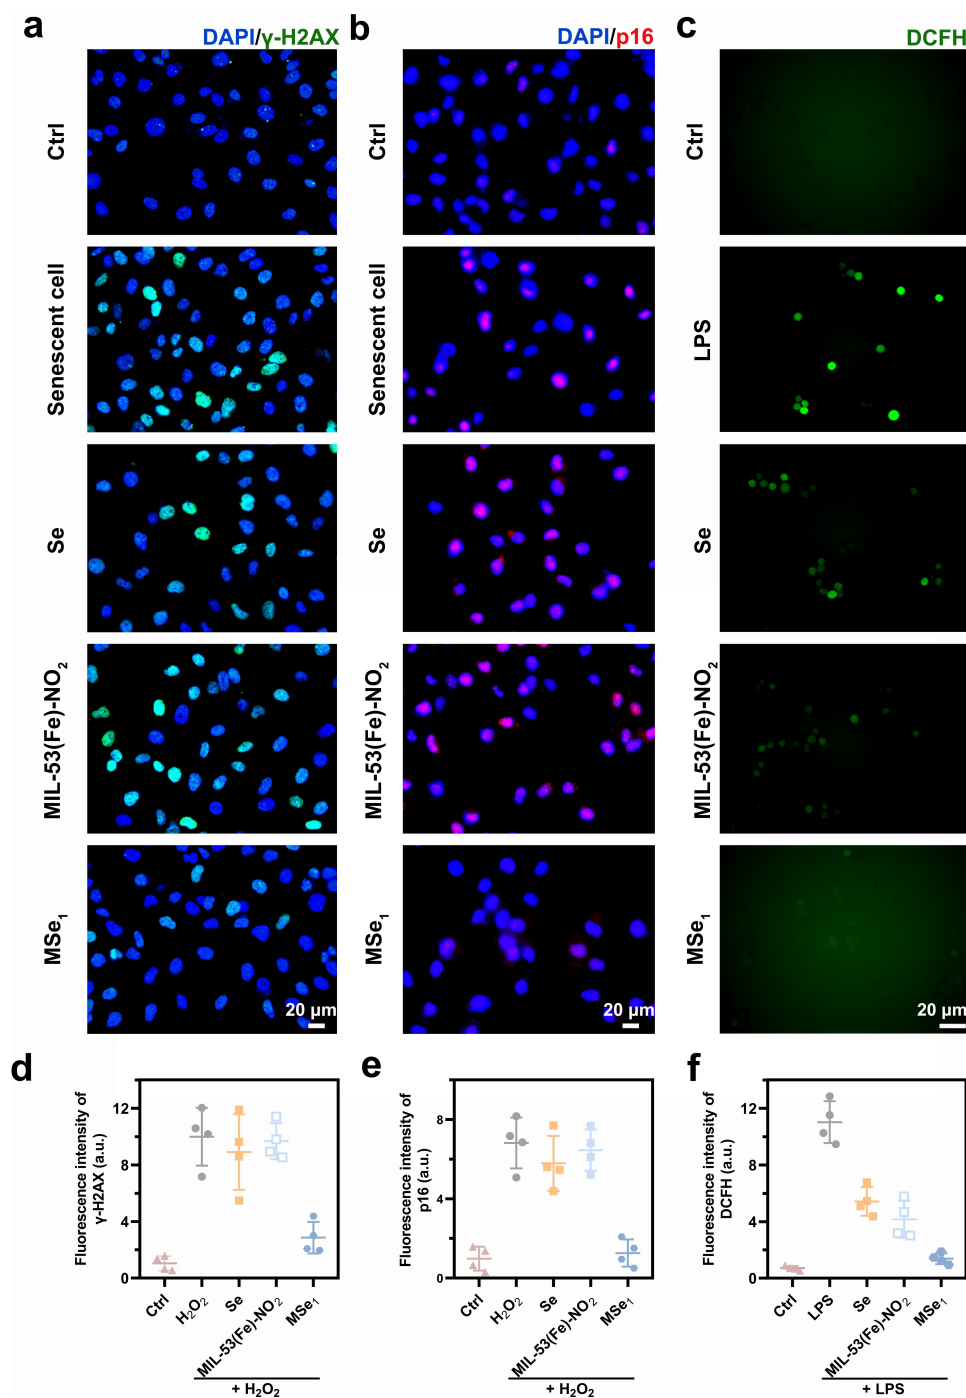 a
b
c
DAPI/γ-H2AX
DAPI/p16
DCFH
Ctrl
Ctrl
Ctrl
Senescent cell
Senescent cell
LPS
Se
Se
Se
MIL-53(Fe)-NO₂
MIL-53(Fe)-NO₂
MIL-53(Fe)-NO₂
MSe₁
MSe₁
MSe₁
20 μm
20 μm
20 μm
d
Fluorescence intensity of
γ-H2AX (a.u.)
12
8
4
0
Ctrl
H₂O₂
Se
MIL-53(Fe)-NO₂
MSe₁
+ H₂O₂
e
Fluorescence intensity of
p16 (a.u.)
8
4
0
Ctrl
H₂O₂
Se
MIL-53(Fe)-NO₂
MSe₁
+ H₂O₂
f
Fluorescence intensity of
DCFH (a.u.)
12
8
4
0
Ctrl
LPS
Se
MIL-53(Fe)-NO₂
MSe₁
+ LPS